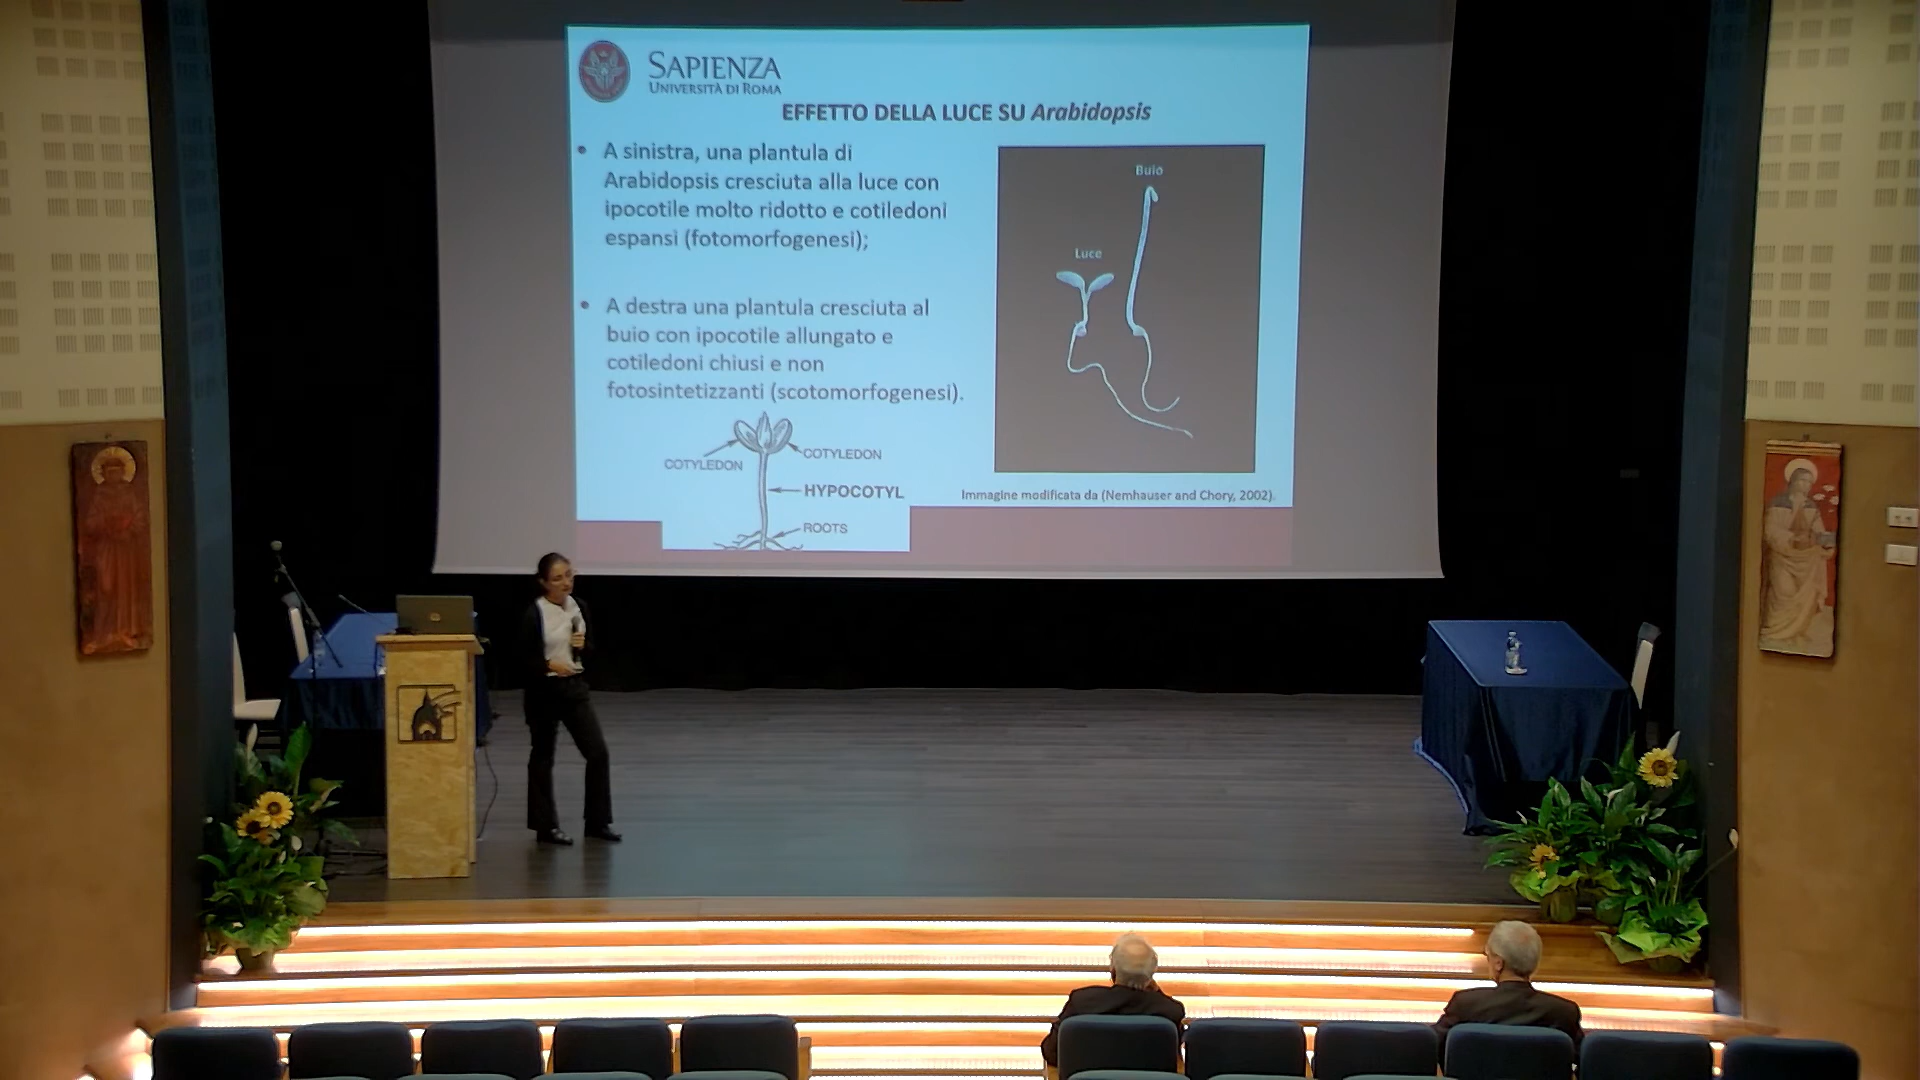 SAPIENZA
UNIVERSITÀ DI ROMA
EFFETTO DELLA LUCE SU Arabidopsis
• A sinistra, una plantula di
Arabidopsis cresciuta alla luce con
ipocotile molto ridotto e cotiledoni
espansi (fotomorfogenesi);
• A destra una plantula cresciuta al
buio con ipocotile allungato e
cotiledoni chiusi e non
fotosintetizzanti (scotomorfogenesi).
Buio
Luce
COTYLEDON
COTYLEDON
HYPOCOTYL
ROOTS
Immagine modificata da (Nemhauser and Chory, 2002).